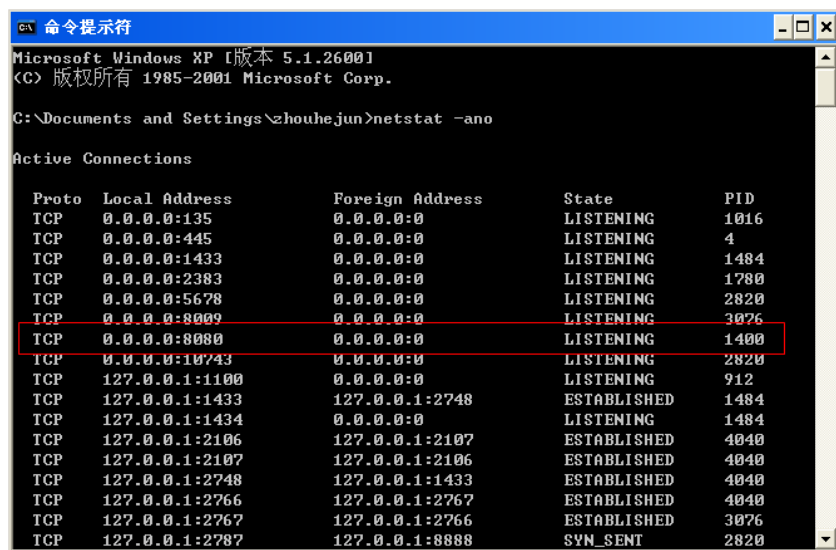 命令提示符
Microsoft Windows XP [版本 5.1.2600]
(C) 版权所有 1985-2001 Microsoft Corp.
C:\Documents and Settings\zhouhejun>netstat -ano
Active Connections
Proto  Local Address          Foreign Address        State           PID
TCP    0.0.0.0:135            0.0.0.0:0              LISTENING       1016
TCP    0.0.0.0:445            0.0.0.0:0              LISTENING       4
TCP    0.0.0.0:1433           0.0.0.0:0              LISTENING       1484
TCP    0.0.0.0:2383           0.0.0.0:0              LISTENING       1780
TCP    0.0.0.0:5678           0.0.0.0:0              LISTENING       2820
TCP    0.0.0.0:8009           0.0.0.0:0              LISTENING       3076
TCP    0.0.0.0:8080           0.0.0.0:0              LISTENING       1400
TCP    0.0.0.0:10743          0.0.0.0:0              LISTENING       2820
TCP    127.0.0.1:1100         0.0.0.0:0              LISTENING       912
TCP    127.0.0.1:1433         127.0.0.1:2748         ESTABLISHED     1484
TCP    127.0.0.1:1434         0.0.0.0:0              LISTENING       1484
TCP    127.0.0.1:2106         127.0.0.1:2107         ESTABLISHED     4040
TCP    127.0.0.1:2107         127.0.0.1:2106         ESTABLISHED     4040
TCP    127.0.0.1:2748         127.0.0.1:1433         ESTABLISHED     4040
TCP    127.0.0.1:2766         127.0.0.1:2767         ESTABLISHED     4040
TCP    127.0.0.1:2767         127.0.0.1:2766         ESTABLISHED     3076
TCP    127.0.0.1:2787         127.0.0.1:8888         SYN_SENT        2820